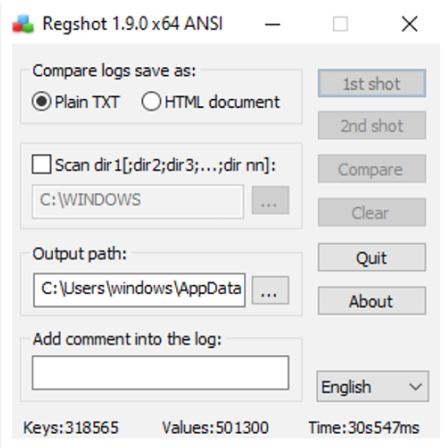 Regshot 1.9.0 x64 ANSI
Compare logs save as:
Plain TXT
HTML document
1st shot
2nd shot
Scan dir1[;dir2;dir3;...;dir nn]:
C:\WINDOWS
...
Compare
Clear
Output path:
C:\Users\windows\AppData
...
Quit
About
Add comment into the log:
English
Keys:318565 Values:501300 Time:30s547ms